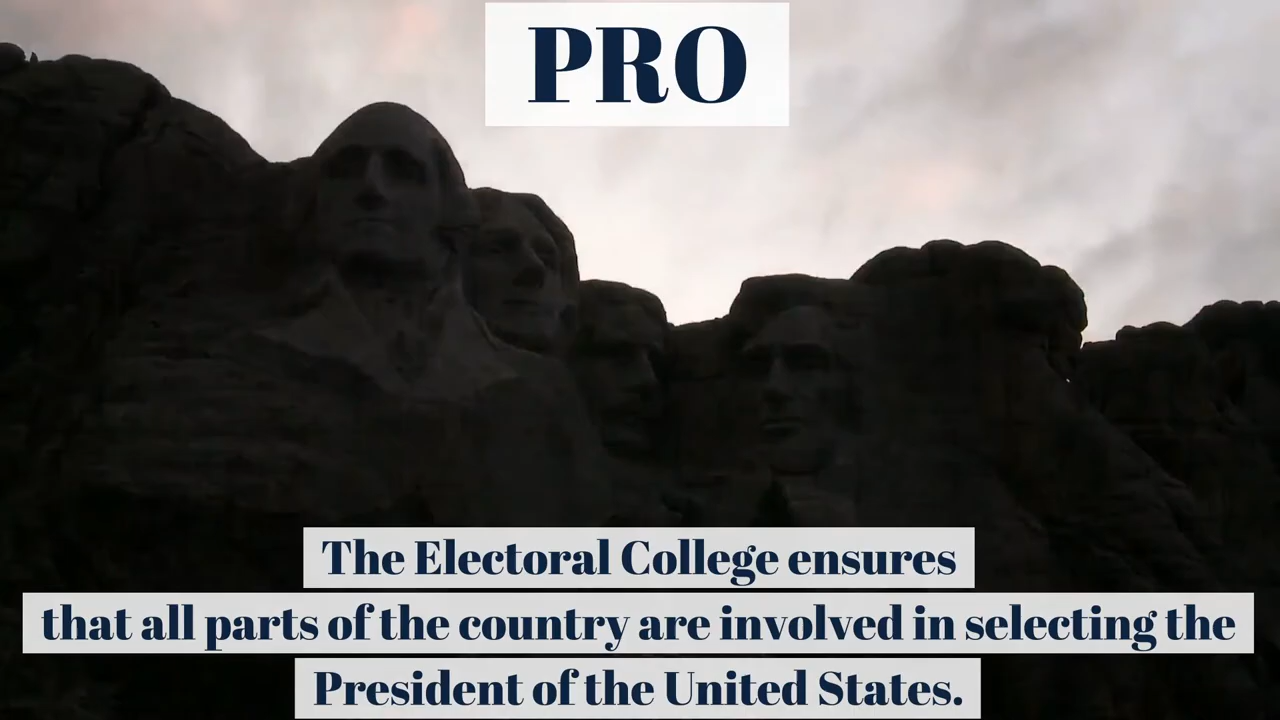 PRO
The Electoral College ensures
that all parts of the country are involved in selecting the
President of the United States.